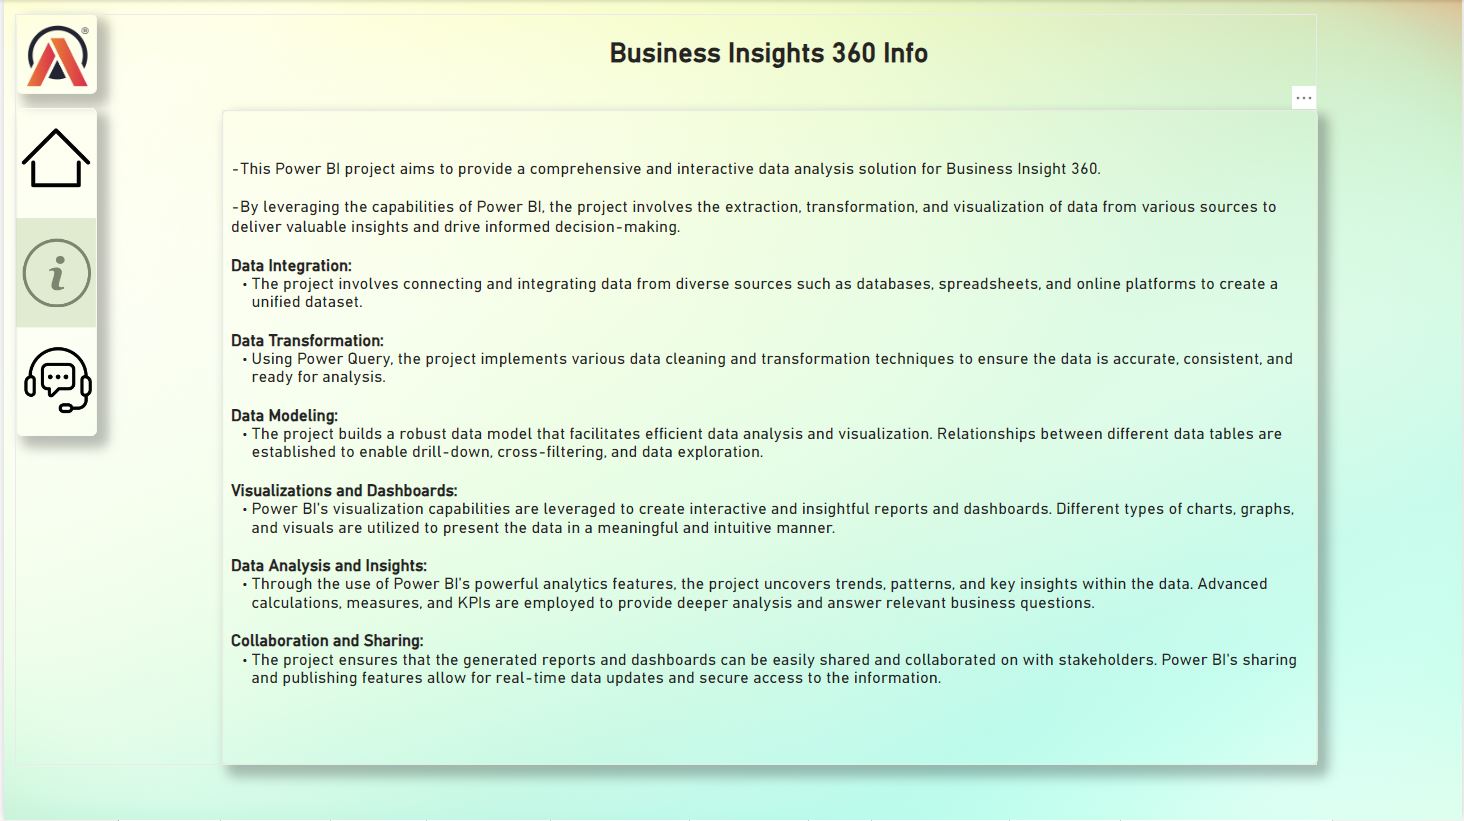 ®
Business Insights 360 Info
...
-This Power BI project aims to provide a comprehensive and interactive data analysis solution for Business Insight 360.
-By leveraging the capabilities of Power BI, the project involves the extraction, transformation, and visualization of data from various sources to
deliver valuable insights and drive informed decision-making.
Data Integration:
• The project involves connecting and integrating data from diverse sources such as databases, spreadsheets, and online platforms to create a
unified dataset.
Data Transformation:
• Using Power Query, the project implements various data cleaning and transformation techniques to ensure the data is accurate, consistent, and
ready for analysis.
Data Modeling:
• The project builds a robust data model that facilitates efficient data analysis and visualization. Relationships between different data tables are
established to enable drill-down, cross-filtering, and data exploration.
Visualizations and Dashboards:
• Power BI's visualization capabilities are leveraged to create interactive and insightful reports and dashboards. Different types of charts, graphs,
and visuals are utilized to present the data in a meaningful and intuitive manner.
Data Analysis and Insights:
• Through the use of Power BI's powerful analytics features, the project uncovers trends, patterns, and key insights within the data. Advanced
calculations, measures, and KPIs are employed to provide deeper analysis and answer relevant business questions.
Collaboration and Sharing:
• The project ensures that the generated reports and dashboards can be easily shared and collaborated on with stakeholders. Power BI's sharing
and publishing features allow for real-time data updates and secure access to the information.